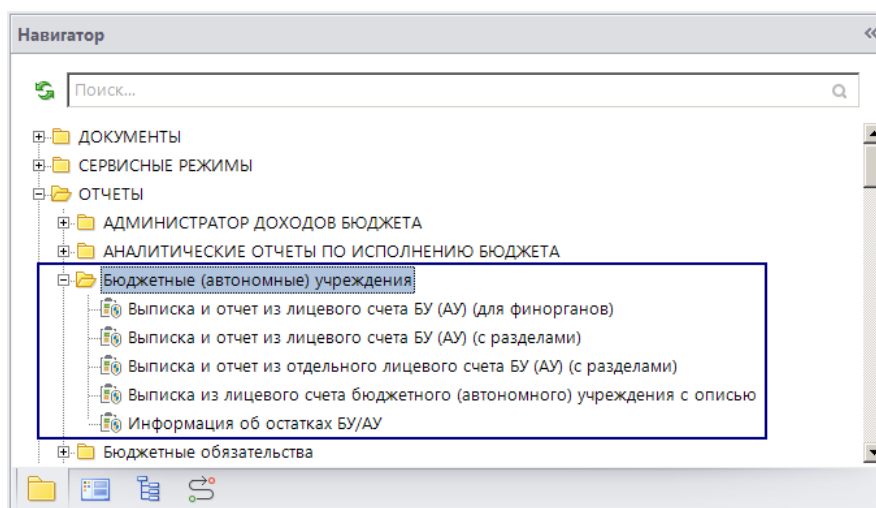 Навигатор
Поиск...
ДОКУМЕНТЫ
СЕРВИСНЫЕ РЕЖИМЫ
ОТЧЕТЫ
АДМИНИСТРАТОР ДОХОДОВ БЮДЖЕТА
АНАЛИТИЧЕСКИЕ ОТЧЕТЫ ПО ИСПОЛНЕНИЮ БЮДЖЕТА
Бюджетные (автономные) учреждения
Выписка и отчет из лицевого счета БУ (АУ) (для финорганов)
Выписка и отчет из лицевого счета БУ (АУ) (с разделами)
Выписка и отчет из отдельного лицевого счета БУ (АУ) (с разделами)
Выписка из лицевого счета бюджетного (автономного) учреждения с описью
Информация об остатках БУ/АУ
Бюджетные обязательства